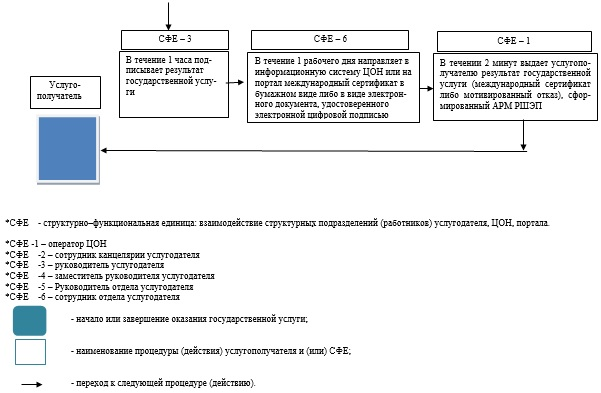 СФЕ – 3
В течение 1 часа под-
писывает результат
государственной услу-
ги
СФЕ – 6
В течение 1 рабочего дня направляет в
информационную систему ЦОН или на
портал международный сертификат в
бумажном виде либо в виде электрон-
ного документа, удостоверенного
электронной цифровой подписью
СФЕ – 1
В течении 2 минут выдает услугопо-
лучателю результат государственной
услуги (международный сертификат
либо мотивированный отказ), сфор-
мированный АРМ РШЭП
Услуго-
получатель
*СФЕ - структурно–функциональная единица: взаимодействие структурных подразделений (работников) услугодателя, ЦОН, портала.
*СФЕ -1 – оператор ЦОН
*СФЕ -2 – сотрудник канцелярии услугодателя
*СФЕ -3 – руководитель услугодателя
*СФЕ -4 – заместитель руководителя услугодателя
*СФЕ -5 – Руководитель отдела услугодателя
*СФЕ -6 – сотрудник отдела услугодателя
- начало или завершение оказания государственной услуги;
- наименование процедуры (действия) услугополучателя и (или) СФЕ;
- переход к следующей процедуре (действию).